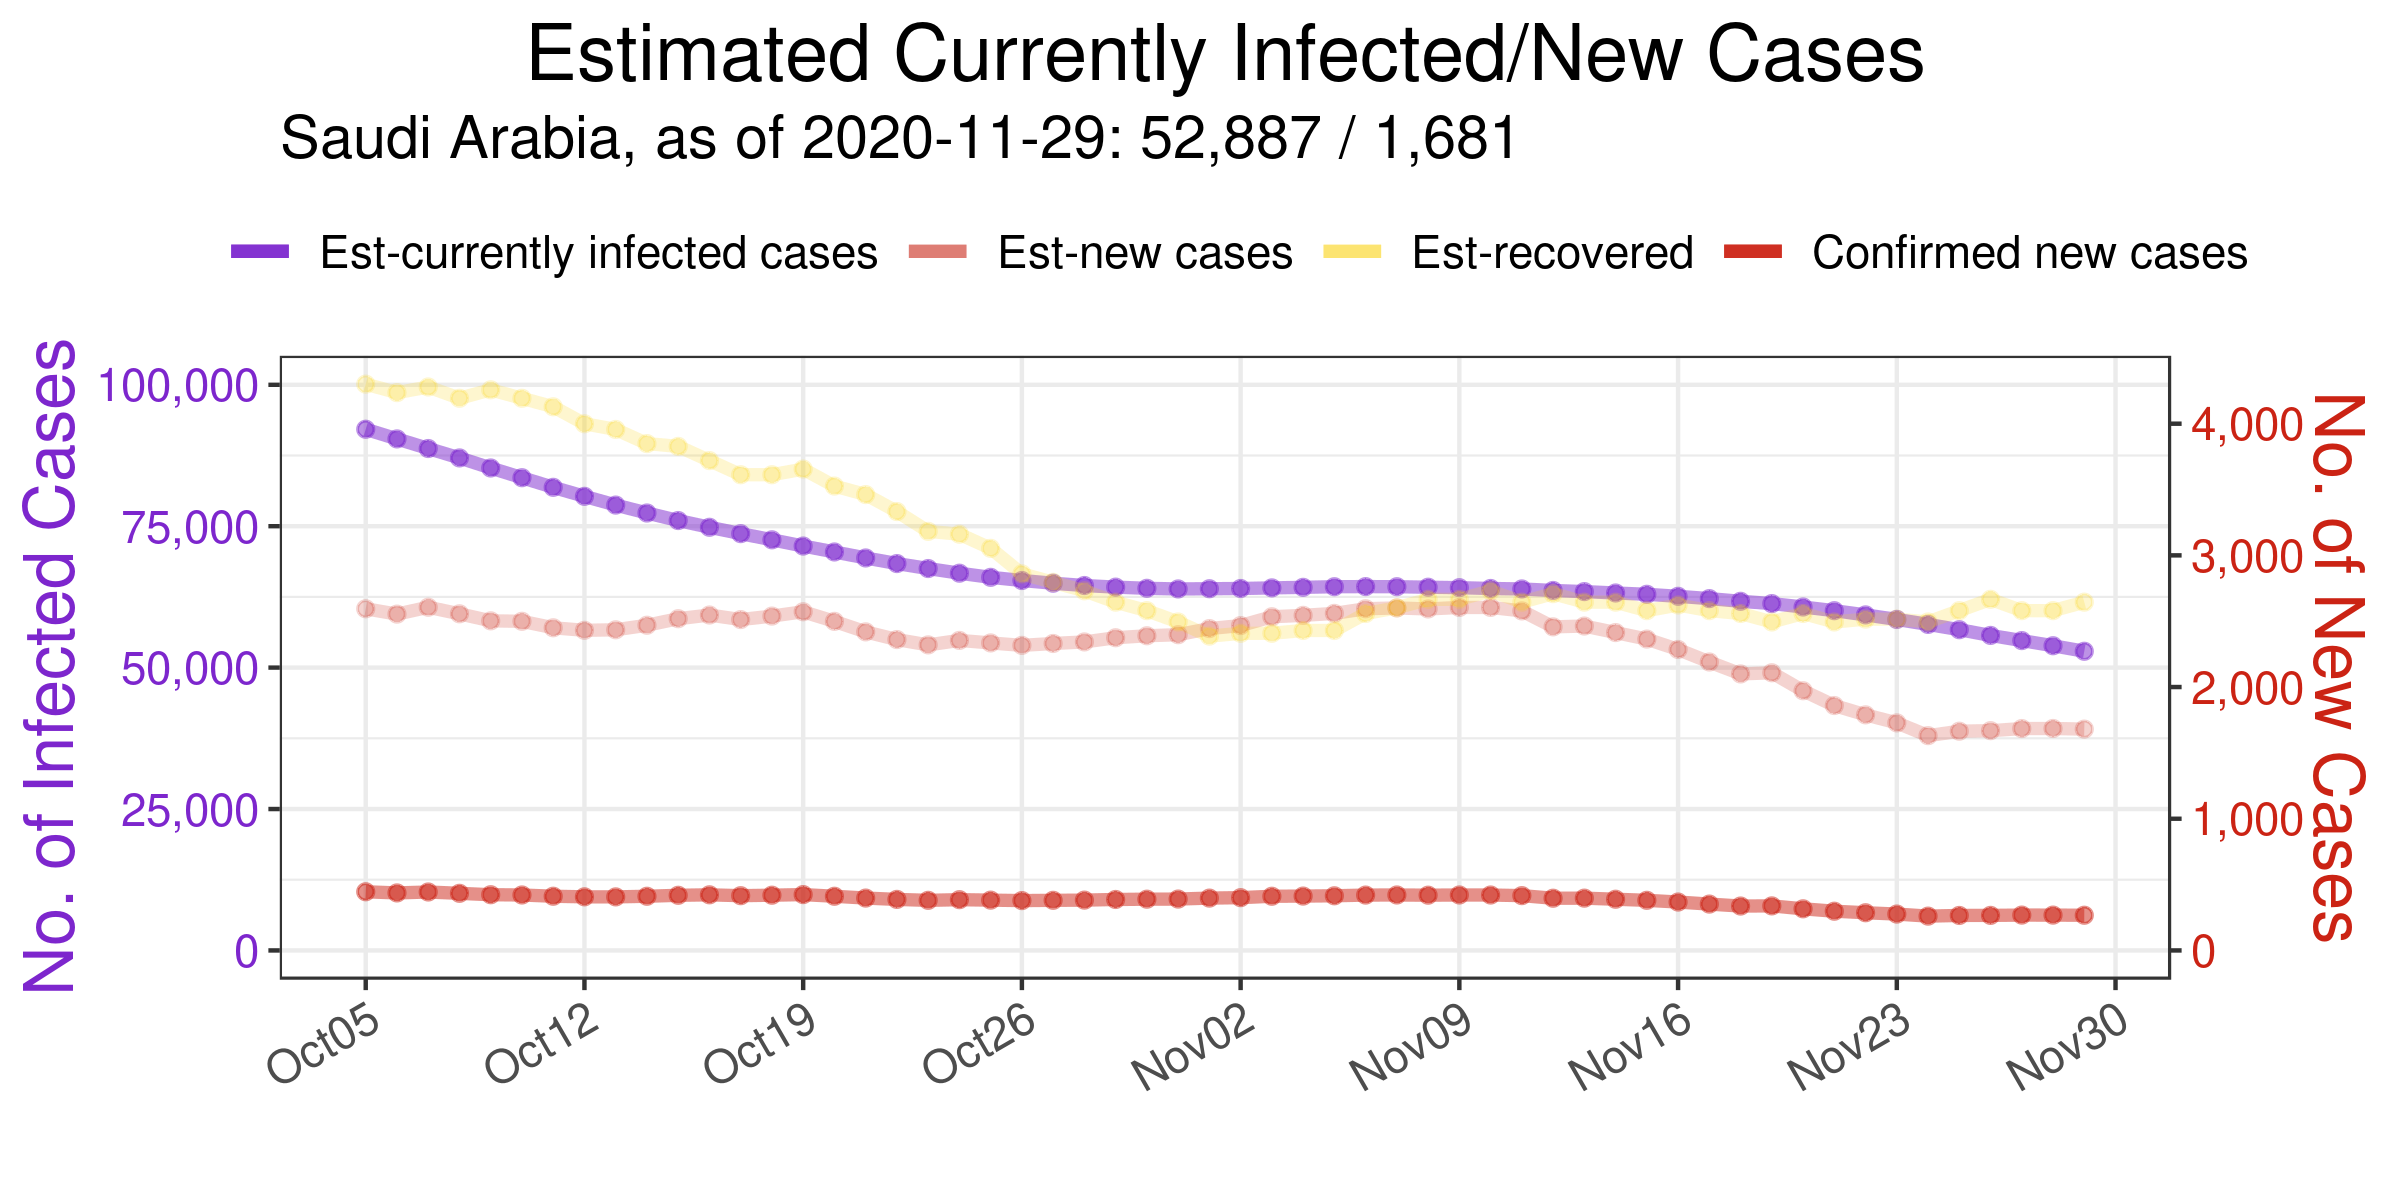 Estimated Currently Infected/New Cases
Saudi Arabia, as of 2020-11-29: 52,887 / 1,681
Est-currently infected cases Est-new cases Est-recovered Confirmed new cases
No. of Infected Cases
100,000
75,000
50,000
25,000
0
4,000
3,000
2,000
1,000
0
No. of New Cases
Oct05 Oct12 Oct19 Oct26 Nov02 Nov09 Nov16 Nov23 Nov30